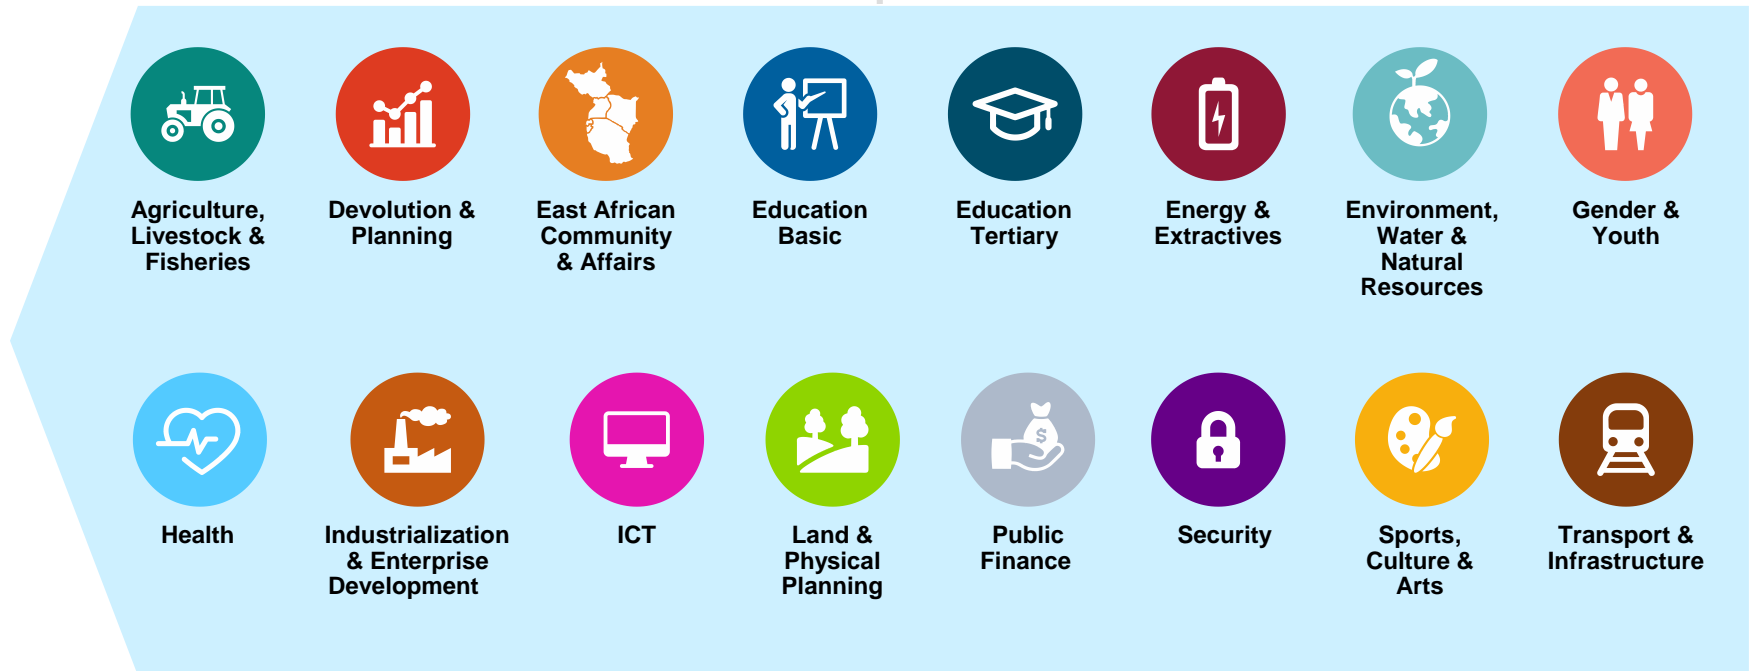 Agriculture,
Livestock &
Fisheries
Devolution &
Planning
East African
Community
& Affairs
Education
Basic
Education
Tertiary
Energy &
Extractives
Environment,
Water &
Natural
Resources
Gender &
Youth
Health
Industrialization
& Enterprise
Development
ICT
Land &
Physical
Planning
$
Public
Finance
Security
Sports,
Culture &
Arts
Transport &
Infrastructure